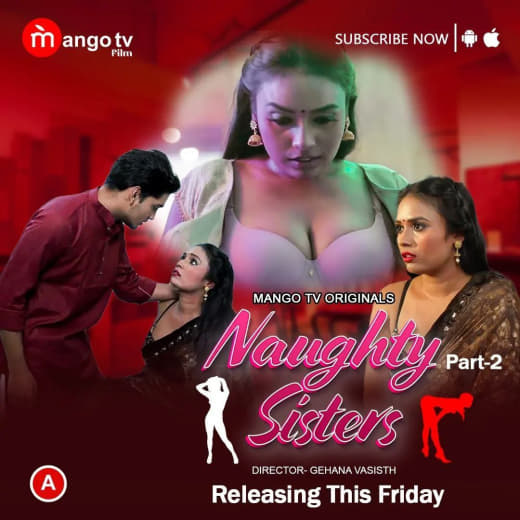 mango tv
film
SUBSCRIBE NOW
MANGO TV ORIGINALS
Naughty
Part-2
Sisters
DIRECTOR- GEHANA VASISTH
A
Releasing This Friday